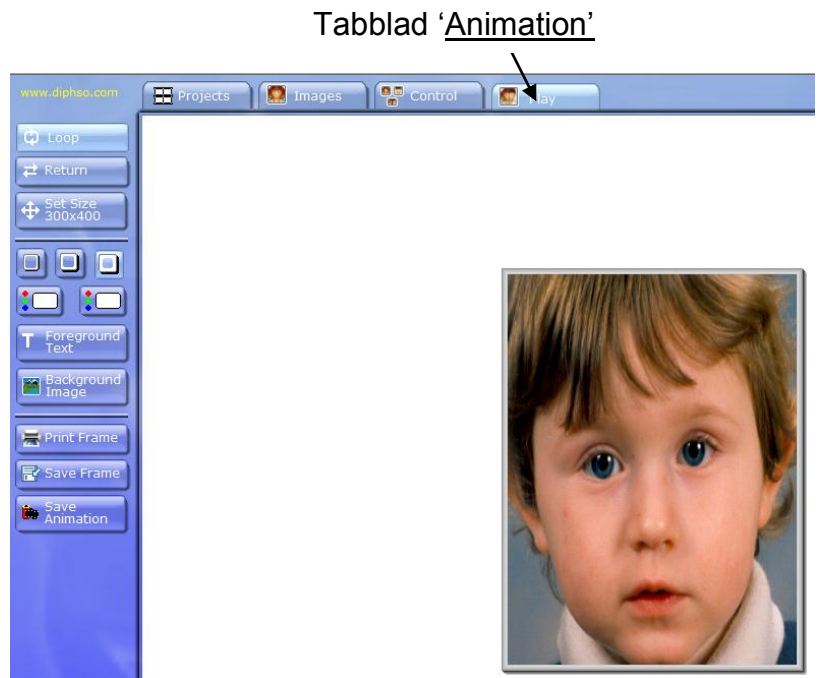 Tabblad ‘Animation’
www.diphso.com
Projects
Images
Control
Play
Loop
Return
Set Size
300x400
T Foreground
Text
Background
Image
Print Frame
Save Frame
Save
Animation